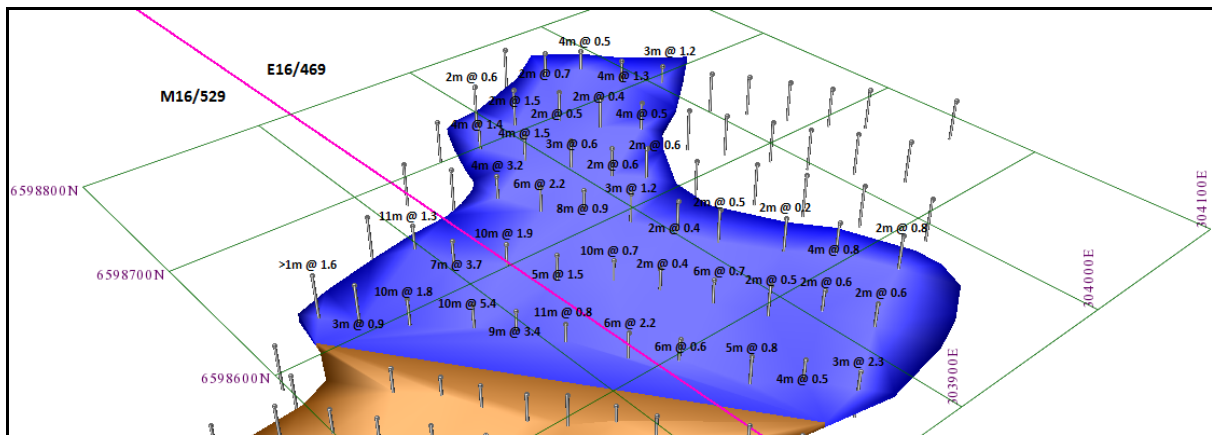 4m @ 0.5
3m @ 1.2
E16/469
2m @ 0.6
2m @ 0.7
4m @ 1.3
M16/529
2m @ 1.5
2m @ 0.4
2m @ 0.5
4m @ 0.5
4m @ 1.4
4m @ 1.5
3m @ 0.6
2m @ 0.6
2m @ 0.6
4m @ 3.2
6m @ 2.2
3m @ 1.2
6598800N
304100E
8m @ 0.9
2m @ 0.5
2m @ 0.2
11m @ 1.3
2m @ 0.4
2m @ 0.8
10m @ 1.9
4m @ 0.8
10m @ 0.7
>1m @ 1.6
7m @ 3.7
5m @ 1.5
2m @ 0.4
6m @ 0.7
6598700N
2m @ 0.5
2m @ 0.6
2m @ 0.6
304000E
10m @ 1.8
10m @ 5.4
11m @ 0.8
3m @ 0.9
9m @ 3.4
6m @ 2.2
6m @ 0.6
5m @ 0.8
3m @ 2.3
4m @ 0.5
303900E
6598600N